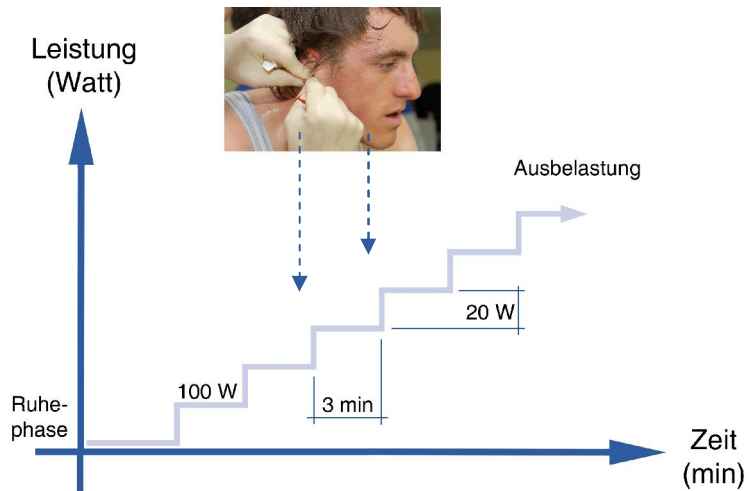 Leistung
(Watt)
Ausbelastung
20 W
100 W
3 min
Ruhe-
phase
Zeit
(min)